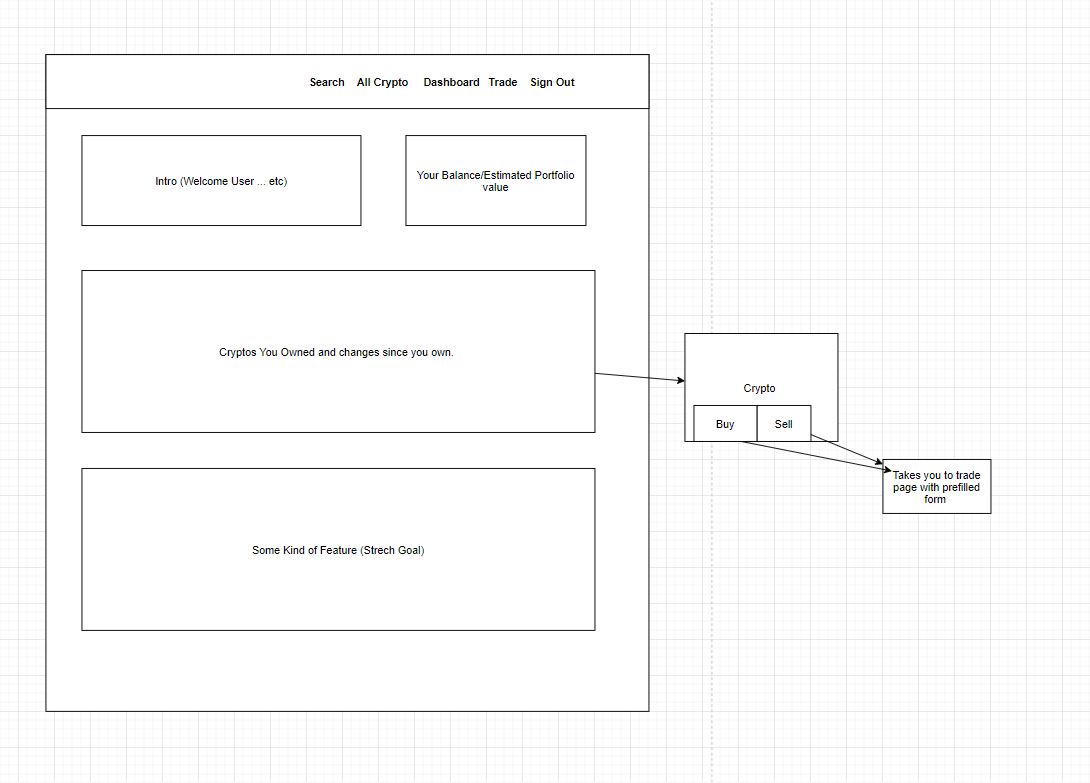 Search All Crypto Dashboard Trade Sign Out
Intro (Welcome User ... etc)
Your Balance/Estimated Portfolio
value
Cryptos You Owned and changes since you own.
Crypto
Buy Sell
Takes you to trade
page with prefilled
form
Some Kind of Feature (Strech Goal)